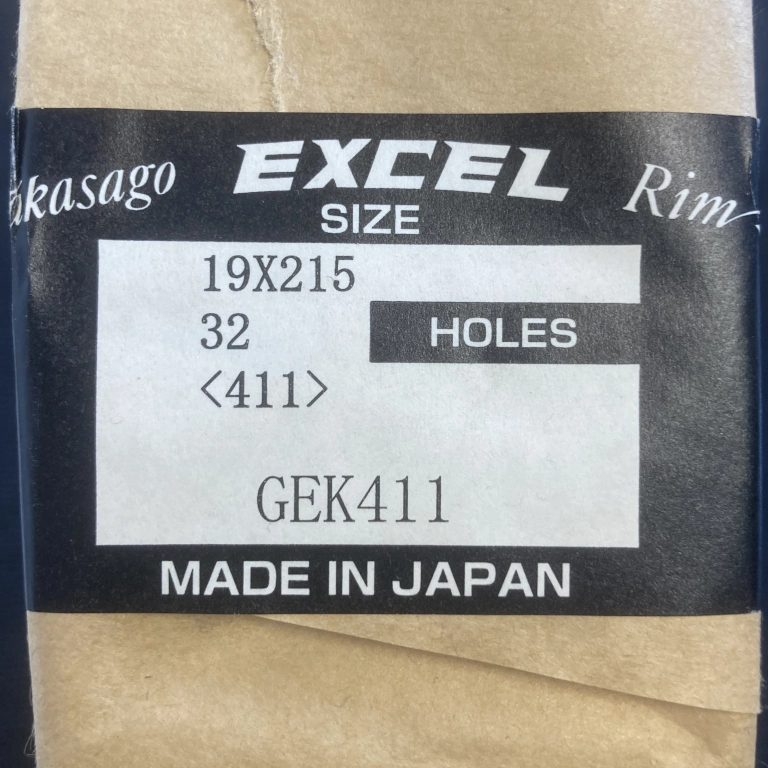 akasago EXCEL Rim
SIZE
19X215
32 HOLES
<411>
GEK411
MADE IN JAPAN